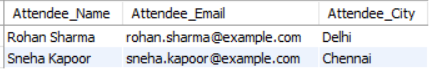 Attendee_Name Attendee_Email Attendee_City
Rohan Sharma rohan.sharma@example.com Delhi
Sneha Kapoor sneha.kapoor@example.com Chennai